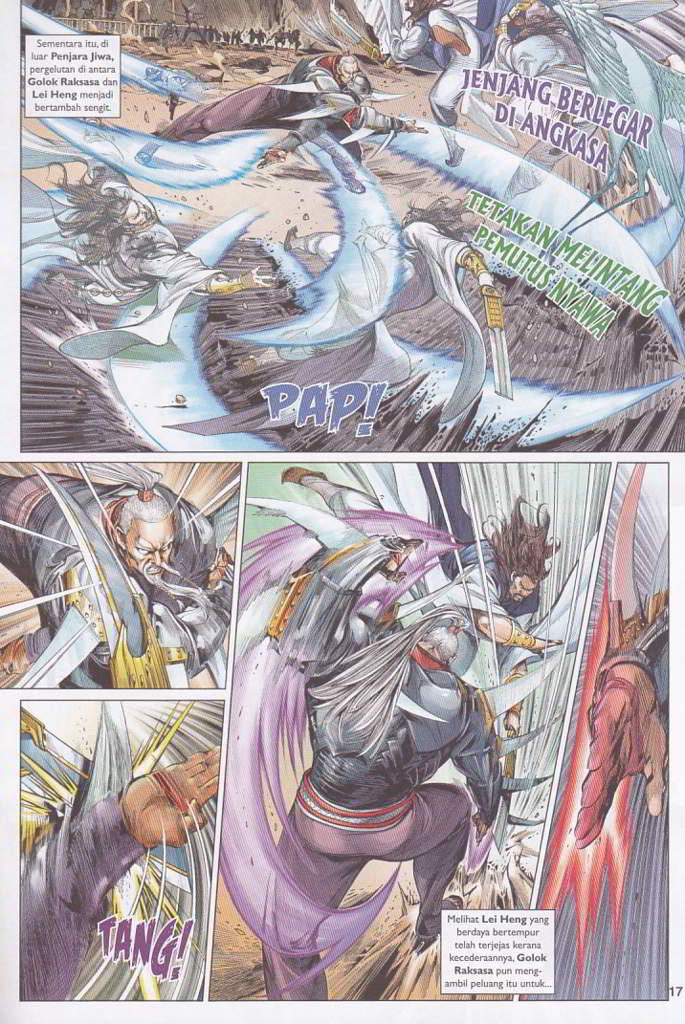 Sementara itu, di
luar Penjara Jiwa,
pergelutan di antara
Golok Raksasa dan
Lei Heng menjadi
bertambah sengit.
JENJANG BERLEGAR
DI ANGKASA
TETAKAN MELINTANG
PEMUTUS NYAWA
PAP!
TANG!
Melihat Lei Heng yang
berdaya bertempur
telah terjejas kerana
kecederaannya, Golok
Raksasa pun meng-
ambil peluang itu untuk...
17